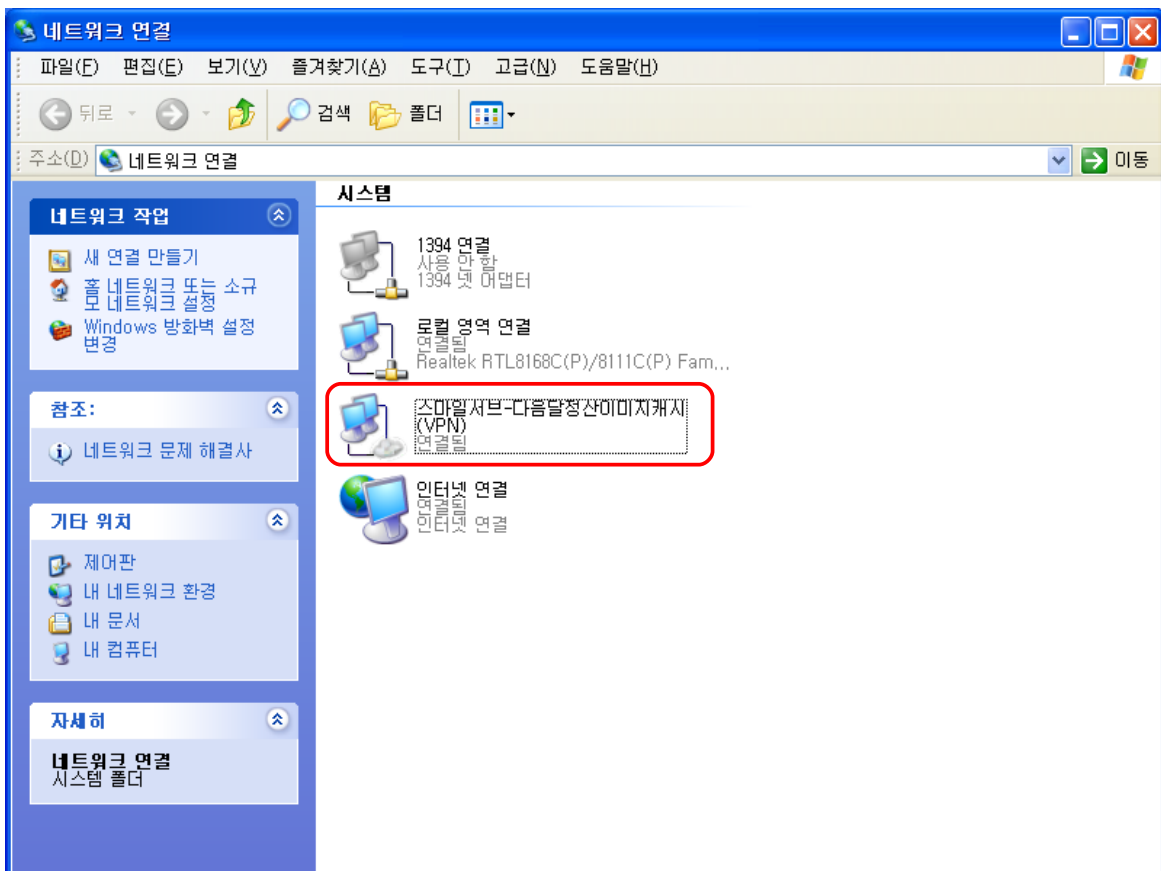 네트워크 연결
파일(F) 편집(E) 보기(V) 즐겨찾기(A) 도구(T) 고급(N) 도움말(H)
뒤로 검색 폴더
주소(D) 네트워크 연결 이동
네트워크 작업
새 연결 만들기
홈 네트워크 또는 소규
모 네트워크 설정
Windows 방화벽 설정
변경
참조:
네트워크 문제 해결사
기타 위치
제어판
내 네트워크 환경
내 문서
내 컴퓨터
자세히
네트워크 연결
시스템 폴더
시스템
1394 연결
사용 안 함
1394 넷 어댑터
로컬 영역 연결
연결됨
Realtek RTL8168C(P)/8111C(P) Fam...
스마일서브-다음달정산이미지캐시
(VPN)
연결됨
인터넷 연결
연결됨
인터넷 연결